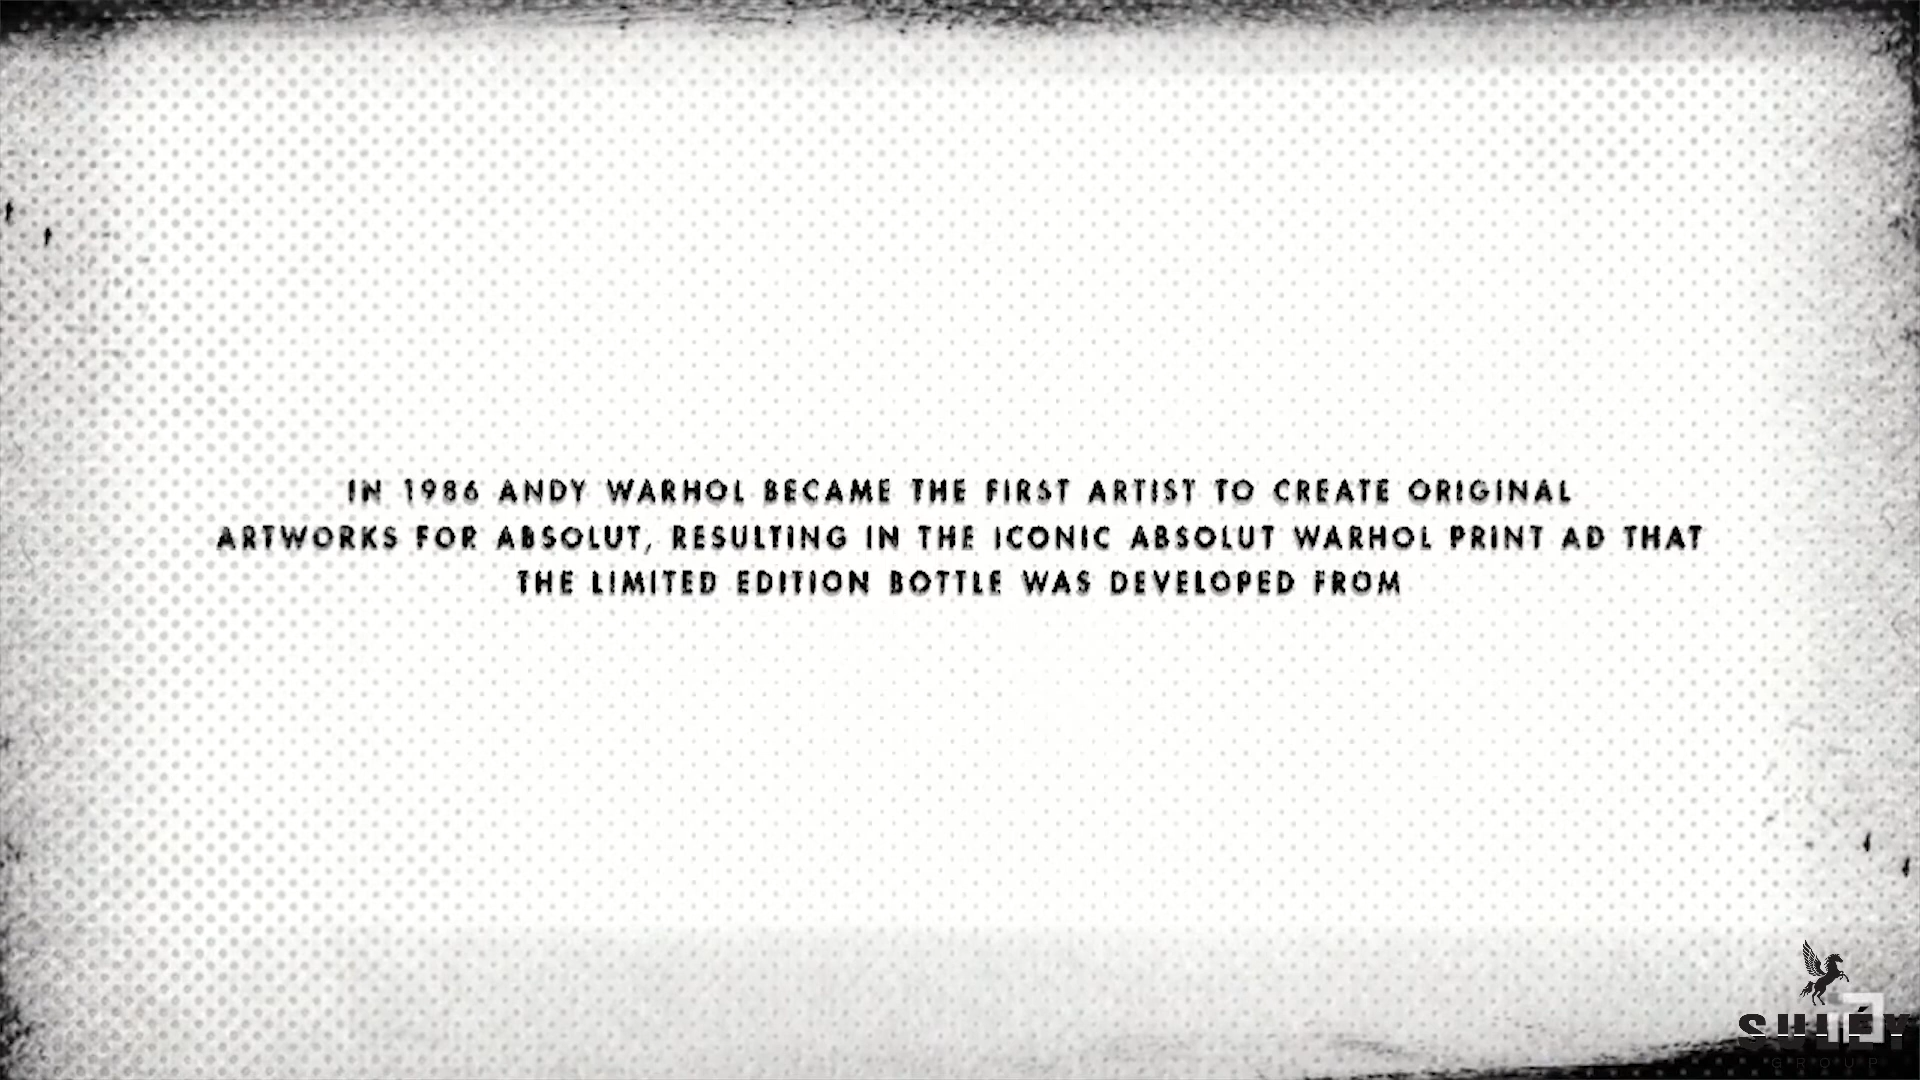 IN 1986 ANDY WARHOL BECAME THE FIRST ARTIST TO CREATE ORIGINAL
ARTWORKS FOR ABSOLUT, RESULTING IN THE ICONIC ABSOLUT WARHOL PRINT AD THAT
THE LIMITED EDITION BOTTLE WAS DEVELOPED FROM
GROUP